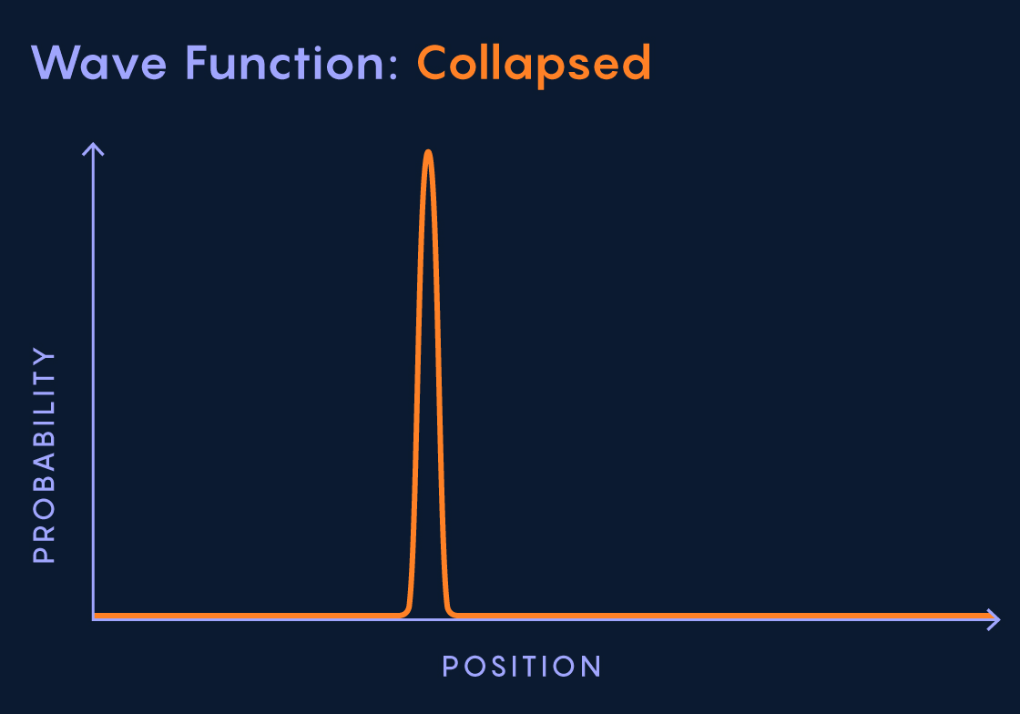 Wave Function: Collapsed
PROBABILITY
POSITION